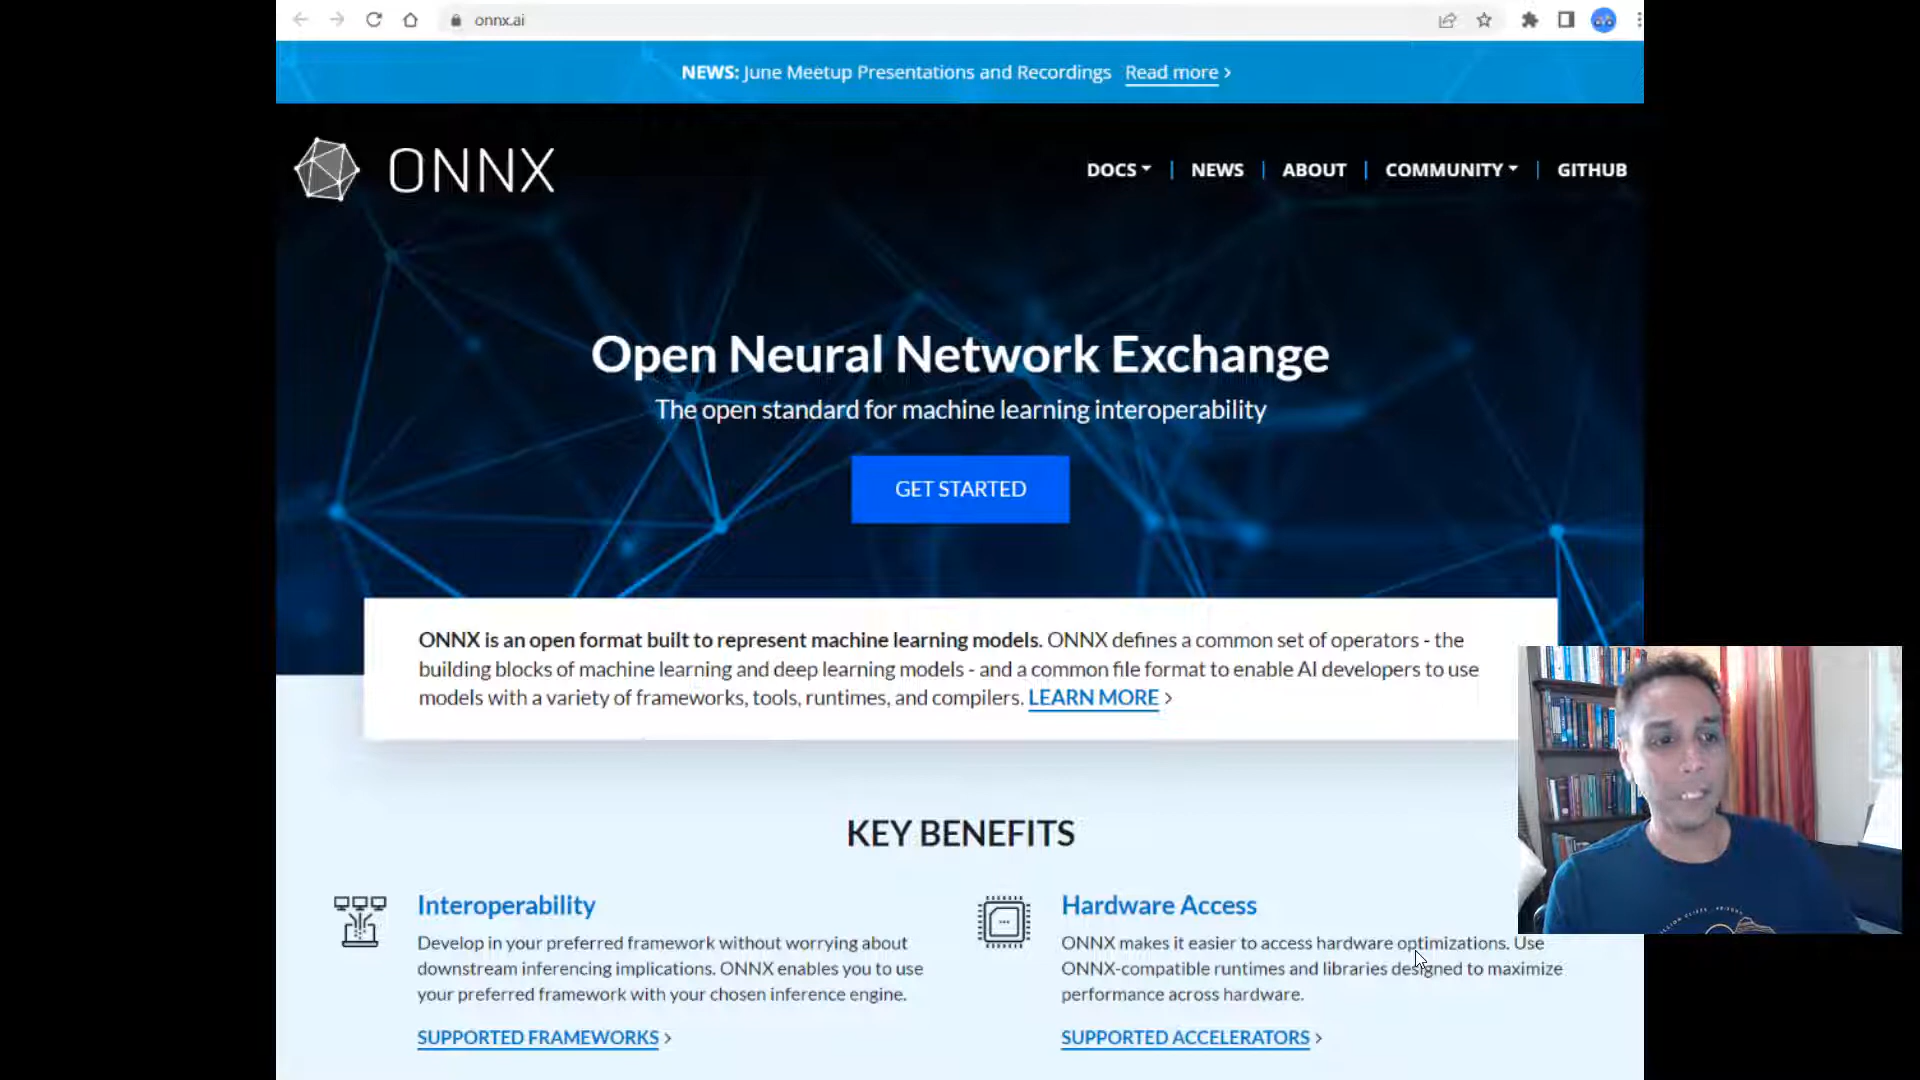 onnx.ai
NEWS: June Meetup Presentations and Recordings Read more >
ONNX
DOCS | NEWS | ABOUT | COMMUNITY | GITHUB
Open Neural Network Exchange
The open standard for machine learning interoperability
GET STARTED
ONNX is an open format built to represent machine learning models. ONNX defines a common set of operators - the
building blocks of machine learning and deep learning models - and a common file format to enable AI developers to use
models with a variety of frameworks, tools, runtimes, and compilers. LEARN MORE >
KEY BENEFITS
Interoperability
Develop in your preferred framework without worrying about
downstream inferencing implications. ONNX enables you to use
your preferred framework with your chosen inference engine.
SUPPORTED FRAMEWORKS >
Hardware Access
ONNX makes it easier to access hardware optimizations. Use
ONNX-compatible runtimes and libraries designed to maximize
performance across hardware.
SUPPORTED ACCELERATORS >